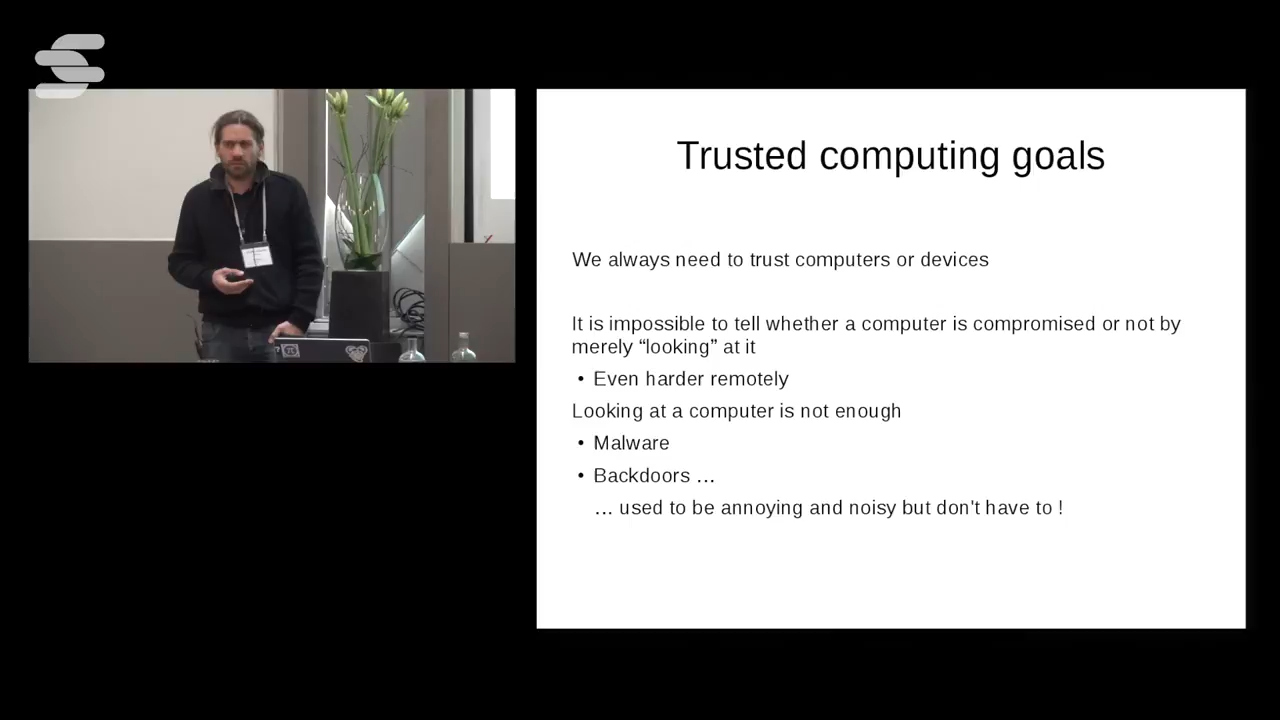 Trusted computing goals
We always need to trust computers or devices
It is impossible to tell whether a computer is compromised or not by
merely “looking” at it
• Even harder remotely
Looking at a computer is not enough
• Malware
• Backdoors …
… used to be annoying and noisy but don't have to !